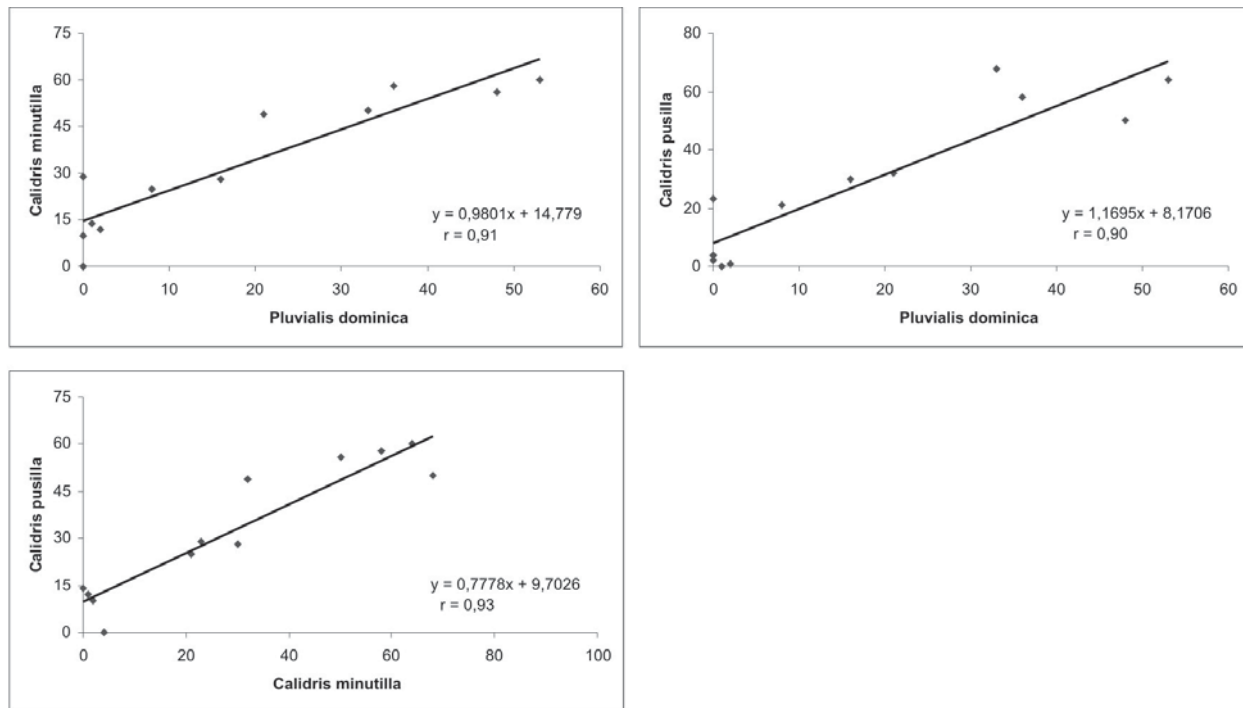 75
60
45
30
15
0
Calidris minutilla
y = 0,9801x + 14,779
r = 0,91
0 10 20 30 40 50 60
Pluvialis dominica
80
60
40
20
0
Calidris pusilla
y = 1,1695x + 8,1706
r = 0,90
0 10 20 30 40 50 60
Pluvialis dominica
75
60
45
30
15
0
Calidris pusilla
y = 0,7778x + 9,7026
r = 0,93
0 20 40 60 80 100
Calidris minutilla